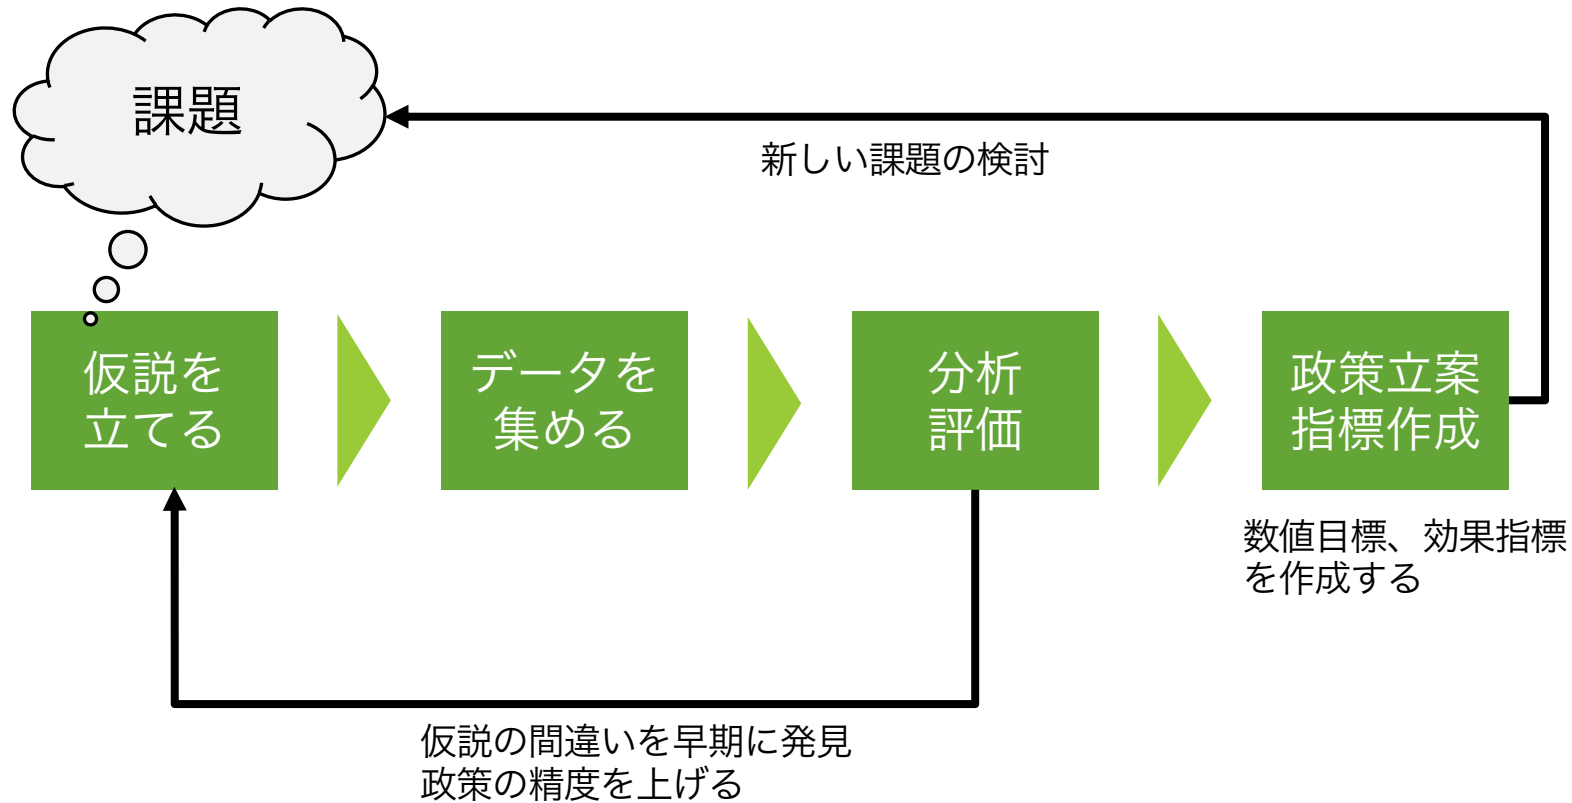 課題
新しい課題の検討
仮説を
立てる
データを
集める
分析
評価
政策立案
指標作成
数値目標、効果指標
を作成する
仮説の間違いを早期に発見
政策の精度を上げる